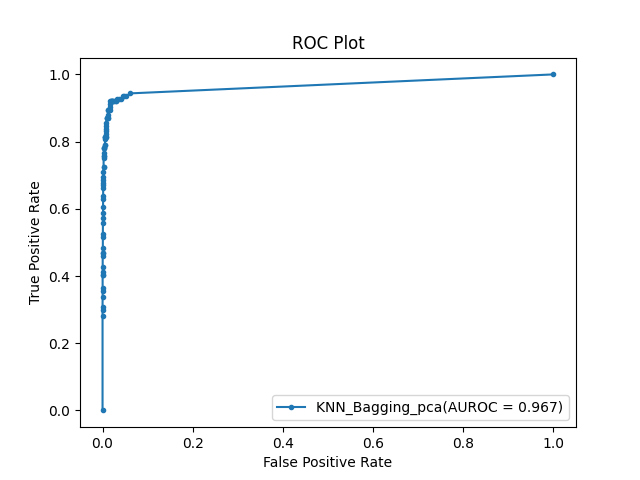 ROC Plot
True Positive Rate
1.0
0.8
0.6
0.4
0.2
0.0
KNN_Bagging_pca(AUROC = 0.967)
0.0 0.2 0.4 0.6 0.8 1.0
False Positive Rate